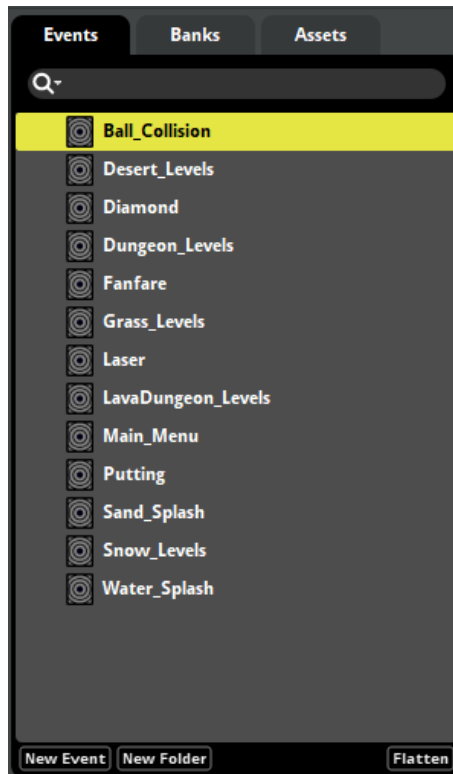 Events Banks Assets
Ball_Collision
Desert_Levels
Diamond
Dungeon_Levels
Fanfare
Grass_Levels
Laser
LavaDungeon_Levels
Main_Menu
Putting
Sand_Splash
Snow_Levels
Water_Splash
New Event New Folder Flatten